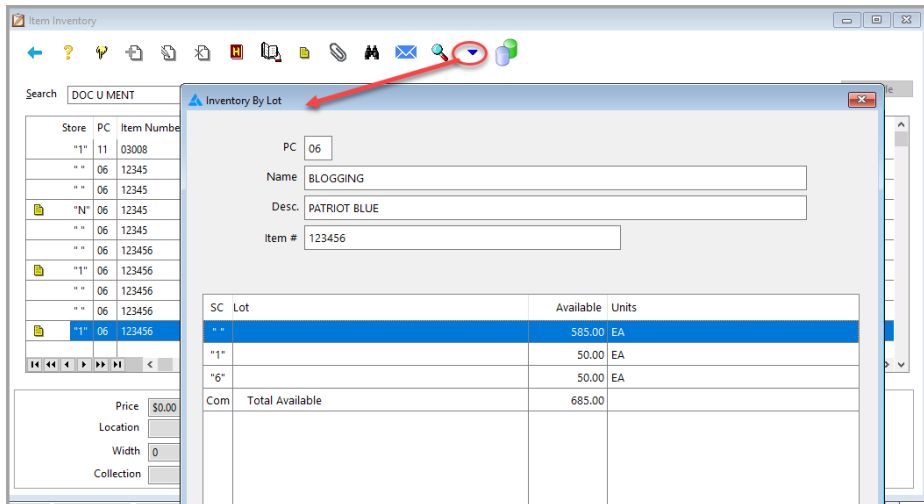 Item Inventory
Search DOC U MENT
Store PC Item Numbe
"1" 11 03008
" " 06 12345
" " 06 12345
"N" 06 12345
" " 06 12345
" " 06 123456
"1" 06 123456
" " 06 123456
" " 06 123456
"1" 06 123456
Price $0.00
Location
Width 0
Collection
le
Inventory By Lot
PC 06
Name BLOGGING
Desc. PATRIOT BLUE
Item # 123456
SC Lot Available Units
" " 585.00 EA
"1" 50.00 EA
"6" 50.00 EA
Com Total Available 685.00